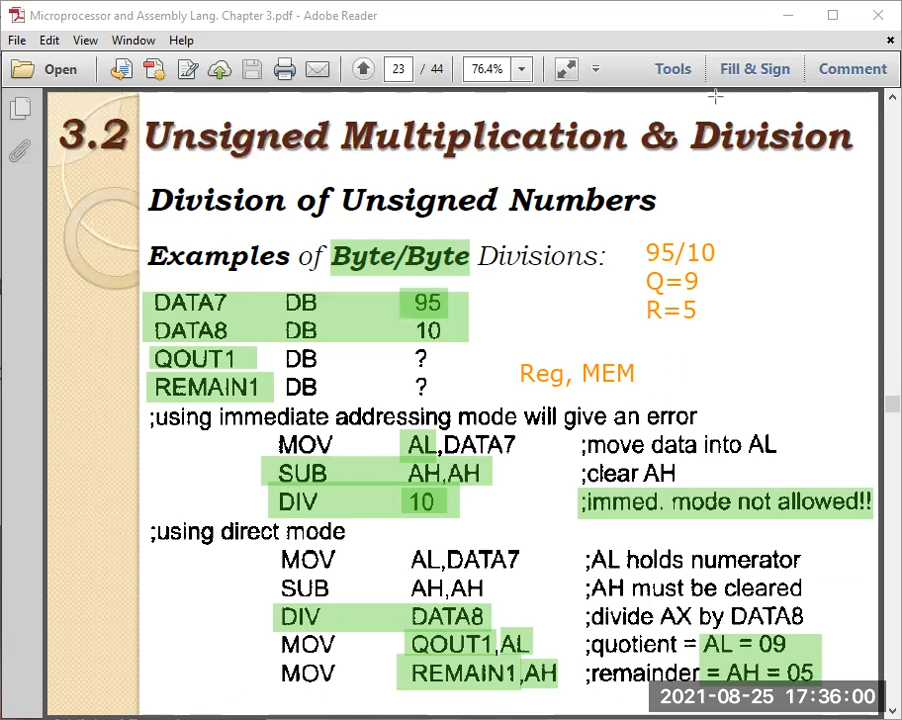 Microprocessor and Assembly Lang. Chapter 3.pdf - Adobe Reader
File Edit View Window Help
Open 23 / 44 76.4% Tools Fill & Sign Comment
3.2 Unsigned Multiplication & Division
Division of Unsigned Numbers
Examples of Byte/Byte Divisions:
95/10
Q=9
R=5
DATA7 DB 95
DATA8 DB 10
QOUT1 DB ?
REMAIN1 DB ?
Reg, MEM
;using immediate addressing mode will give an error
MOV AL,DATA7 ;move data into AL
SUB AH,AH ;clear AH
DIV 10 ;immed. mode not allowed!!
;using direct mode
MOV AL,DATA7 ;AL holds numerator
SUB AH,AH ;AH must be cleared
DIV DATA8 ;divide AX by DATA8
MOV QOUT1,AL ;quotient = AL = 09
MOV REMAIN1,AH ;remainder = AH = 05
2021-08-25 17:36:00